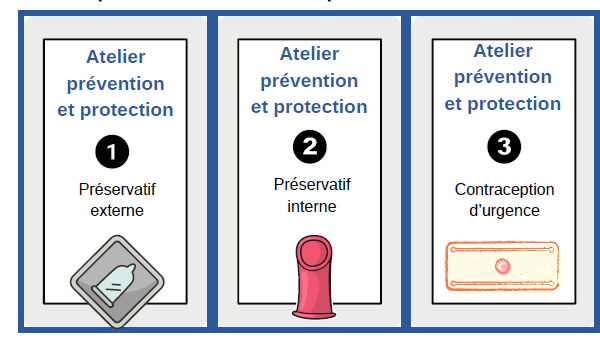 Atelier
prévention
et protection
1
Préservatif
externe
Atelier
prévention
et protection
2
Préservatif
interne
Atelier
prévention
et protection
3
Contraception
d'urgence